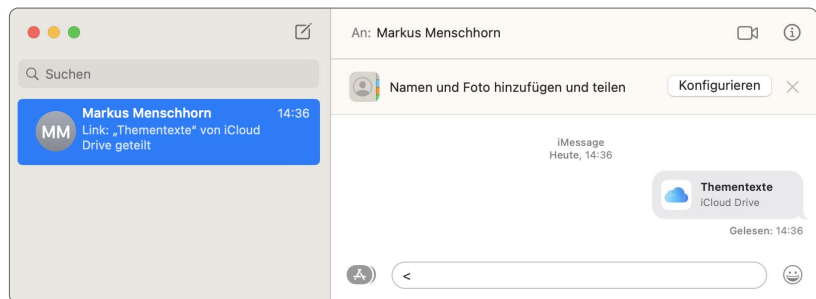 Suchen
MM
Markus Menschhorn 14:36
Link: „Thementexte“ von iCloud
Drive geteilt
An: Markus Menschhorn
Namen und Foto hinzufügen und teilen
Konfigurieren
iMessage
Heute, 14:36
Thementexte
iCloud Drive
Gelesen: 14:36
<